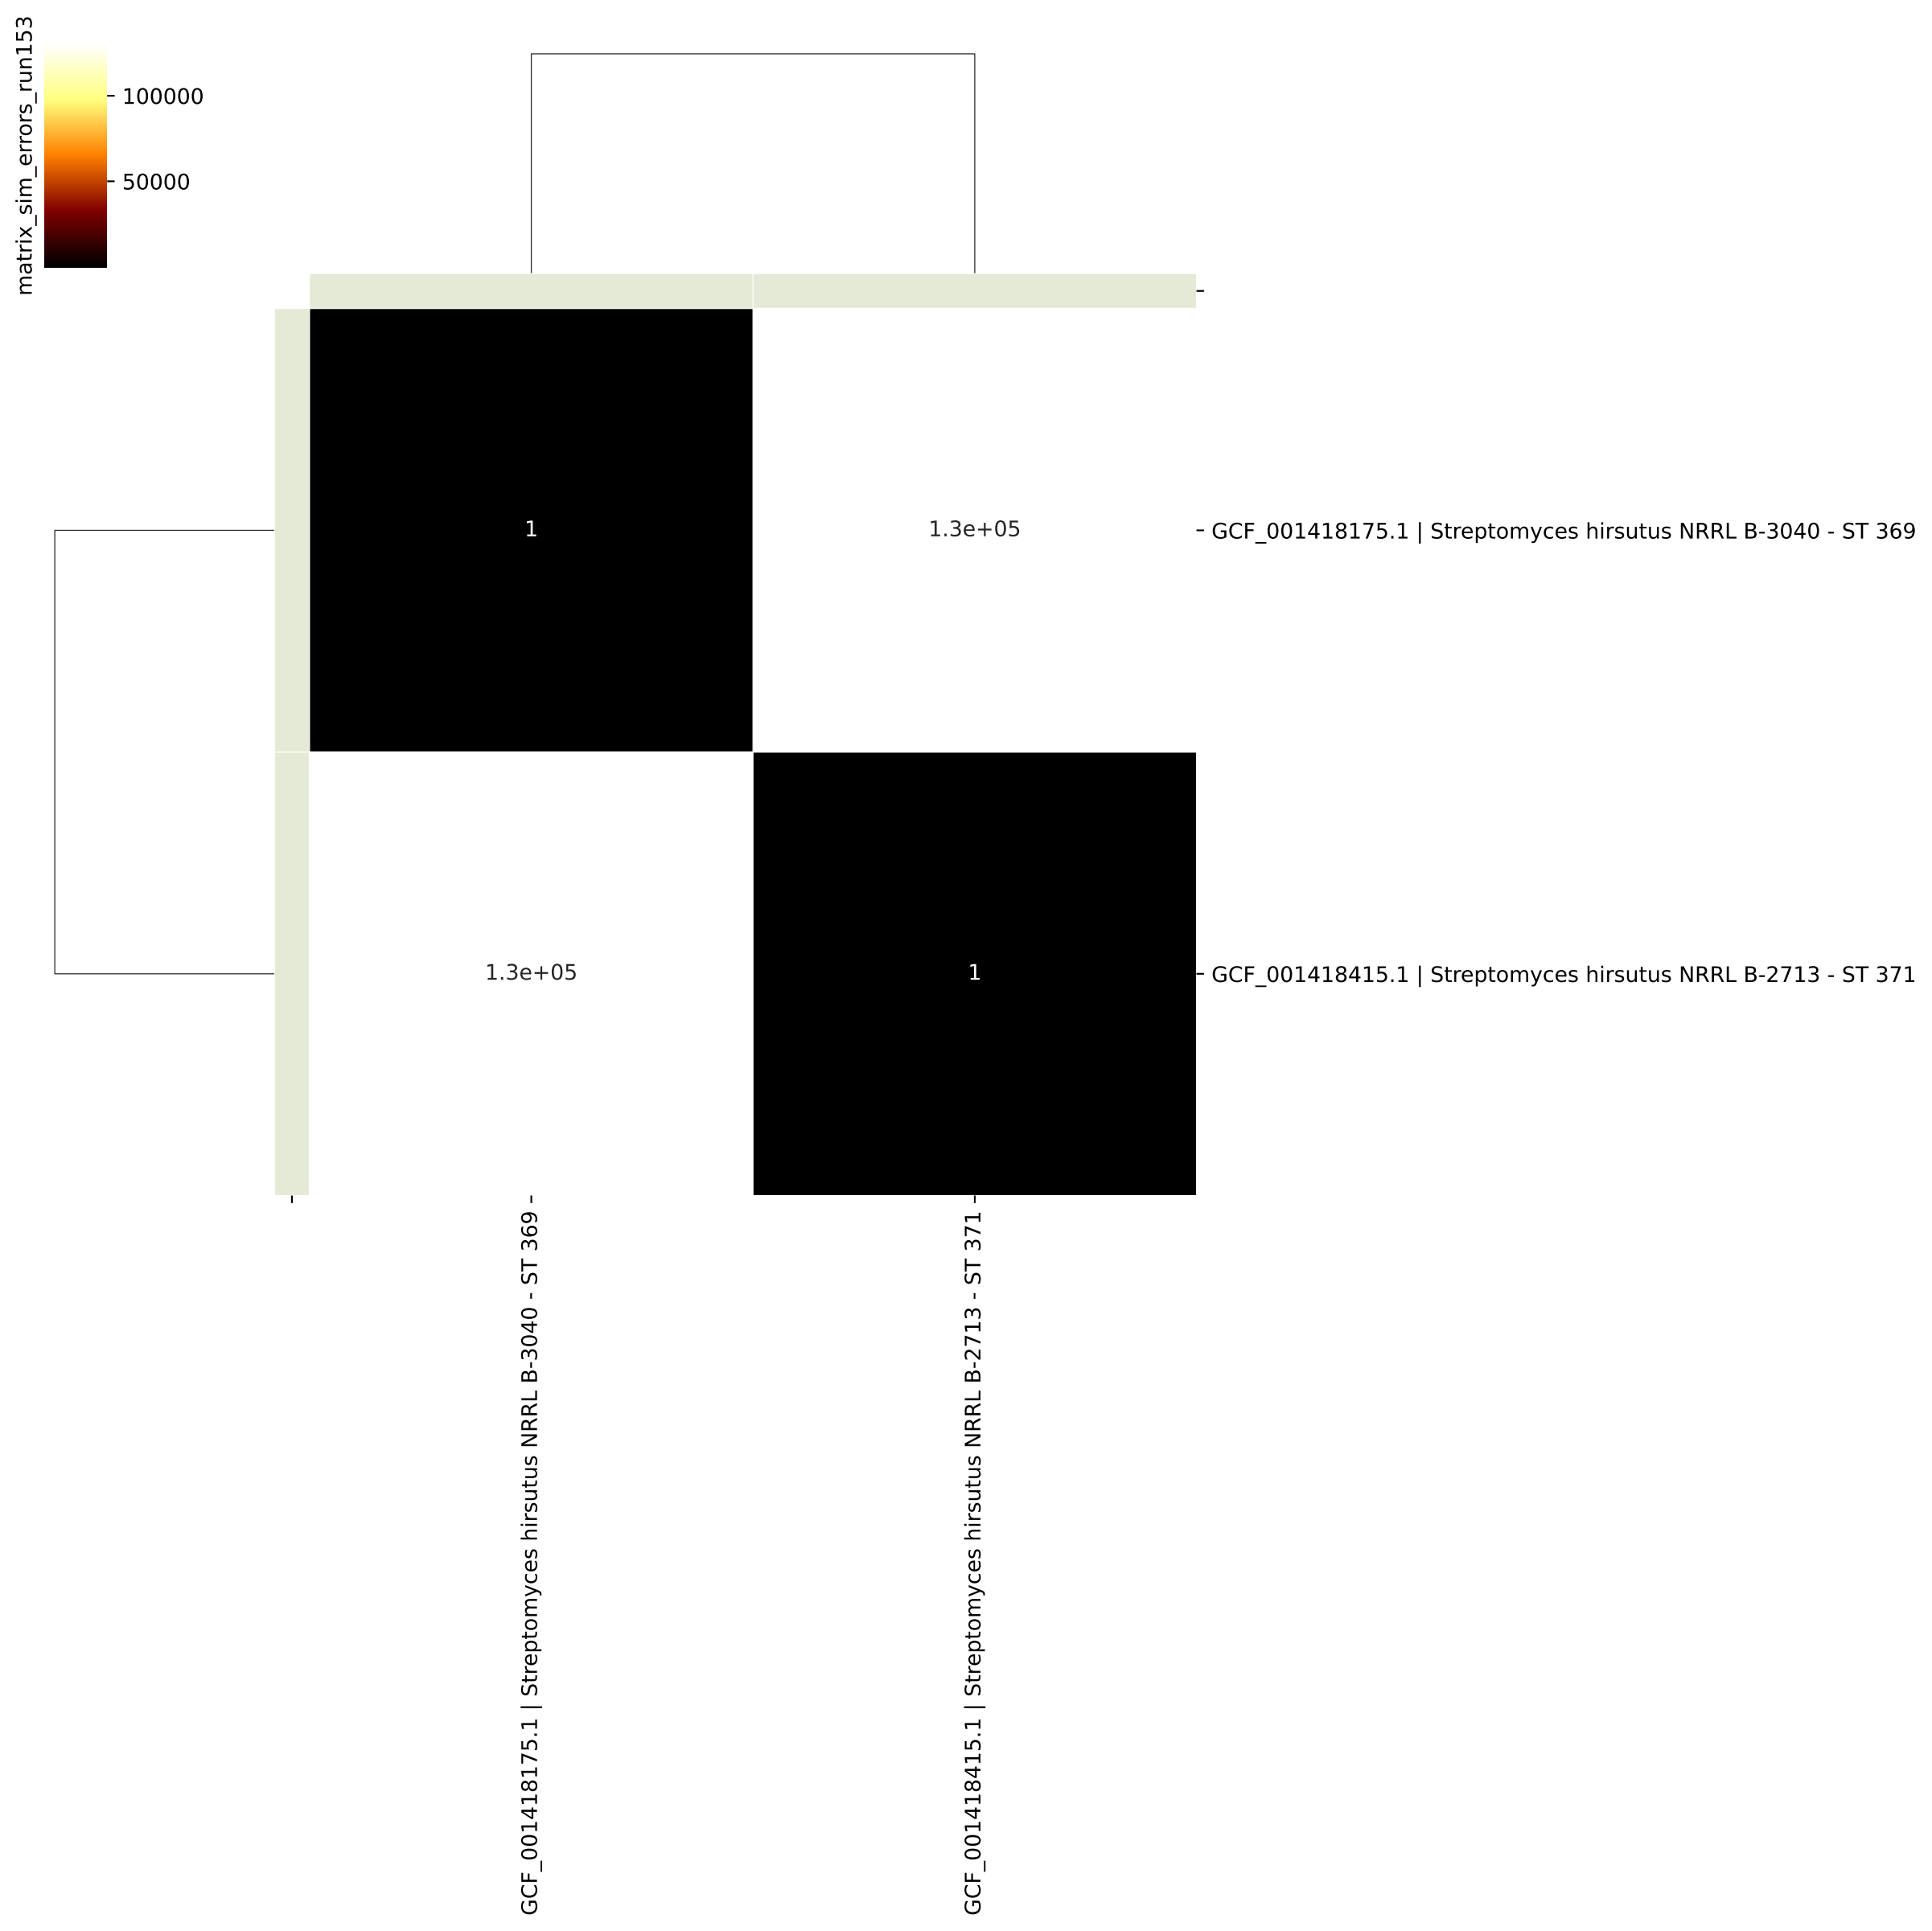 matrix_sim_errors_run153
100000
50000
1
1.3e+05
GCF_001418175.1 | Streptomyces hirsutus NRRL B-3040 - ST 369
1.3e+05
1
GCF_001418415.1 | Streptomyces hirsutus NRRL B-2713 - ST 371
GCF_001418175.1 | Streptomyces hirsutus NRRL B-3040 - ST 369
GCF_001418415.1 | Streptomyces hirsutus NRRL B-2713 - ST 371